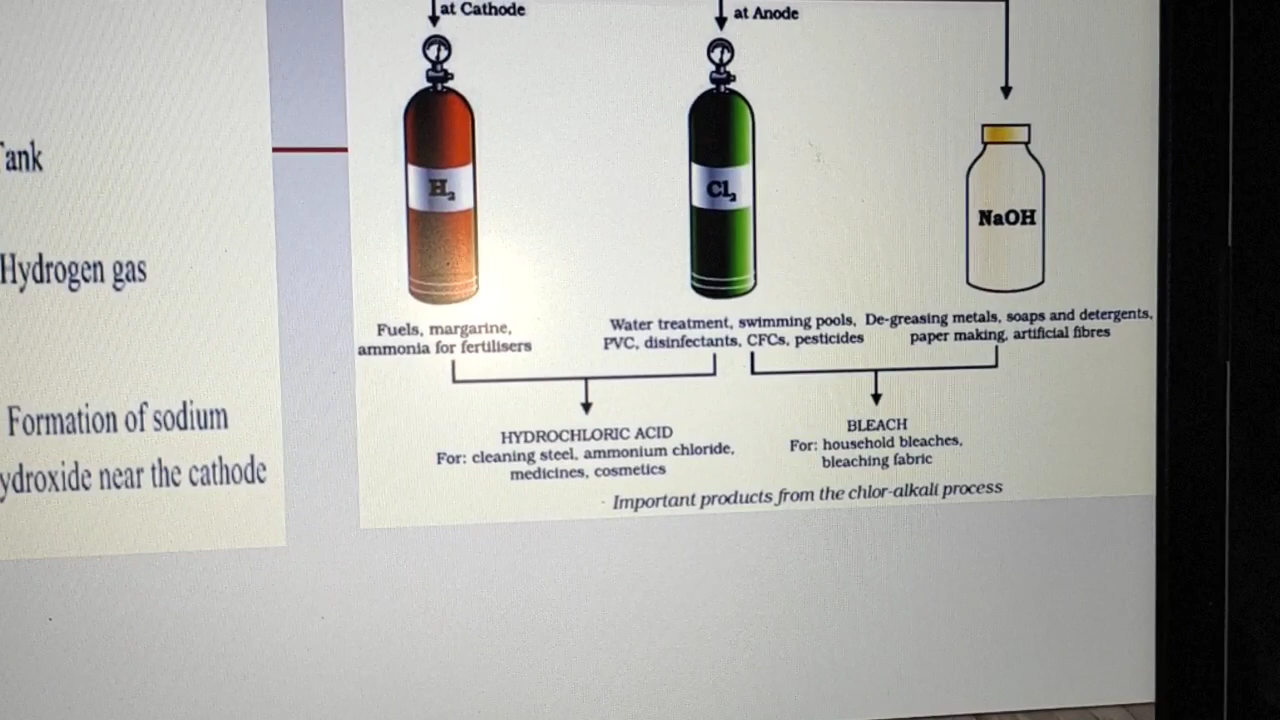 at Cathode
at Anode
ank
H2
Cl2
NaOH
Hydrogen gas
Fuels, margarine,
ammonia for fertilisers
Water treatment, swimming pools,
PVC, disinfectants, CFCs, pesticides
De-greasing metals, soaps and detergents,
paper making, artificial fibres
Formation of sodium
ydroxide near the cathode
HYDROCHLORIC ACID
For: cleaning steel, ammonium chloride,
medicines, cosmetics
BLEACH
For: household bleaches,
bleaching fabric
Important products from the chlor-alkali process